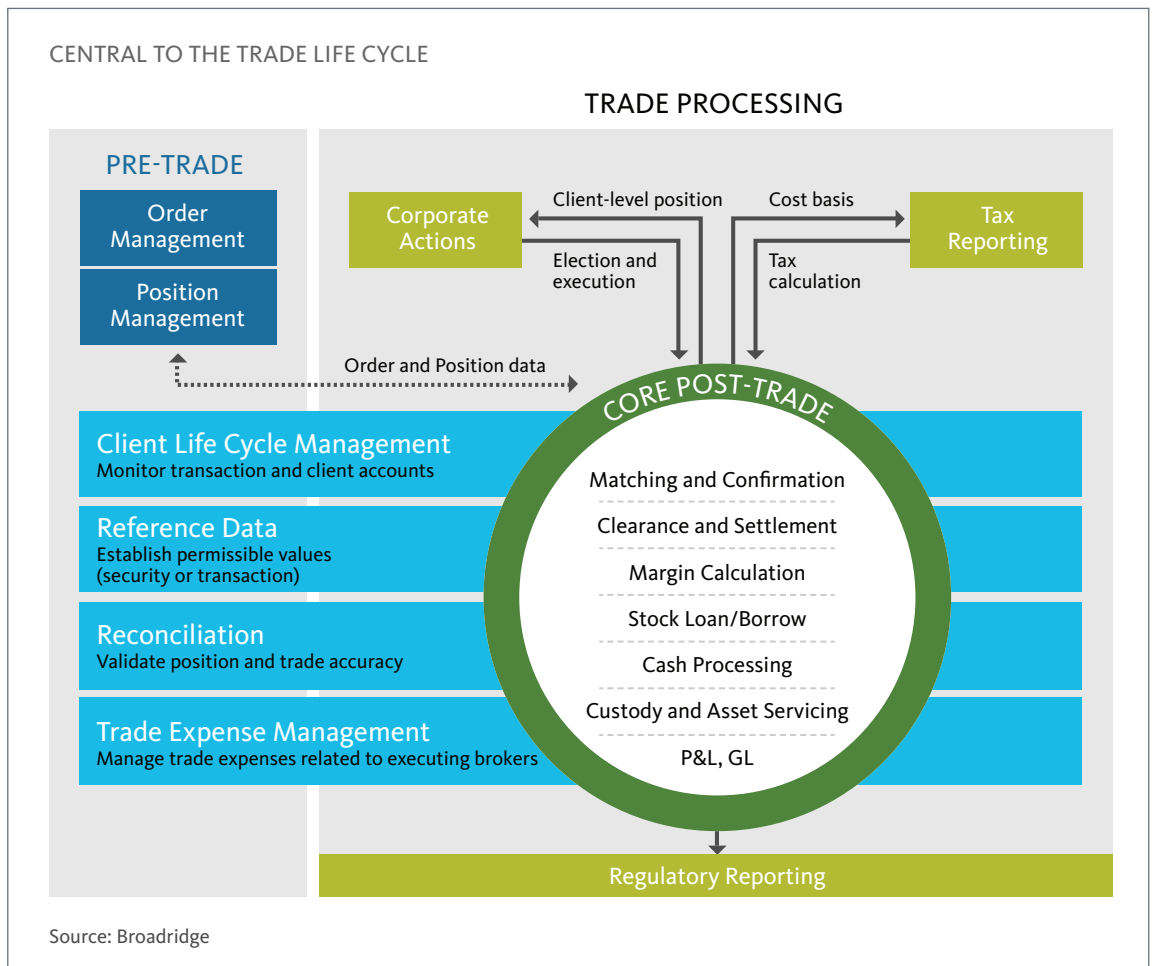 CENTRAL TO THE TRADE LIFE CYCLE
TRADE PROCESSING
PRE-TRADE
Order
Management
Position
Management
Corporate
Actions
Client-level position
Election and
execution
Cost basis
Tax
calculation
Tax
Reporting
Order and Position data
CORE POST-TRADE
Client Life Cycle Management
Monitor transaction and client accounts
Reference Data
Establish permissible values
(security or transaction)
Reconciliation
Validate position and trade accuracy
Trade Expense Management
Manage trade expenses related to executing brokers
Matching and Confirmation
Clearance and Settlement
Margin Calculation
Stock Loan/Borrow
Cash Processing
Custody and Asset Servicing
P&L, GL
Regulatory Reporting
Source: Broadridge